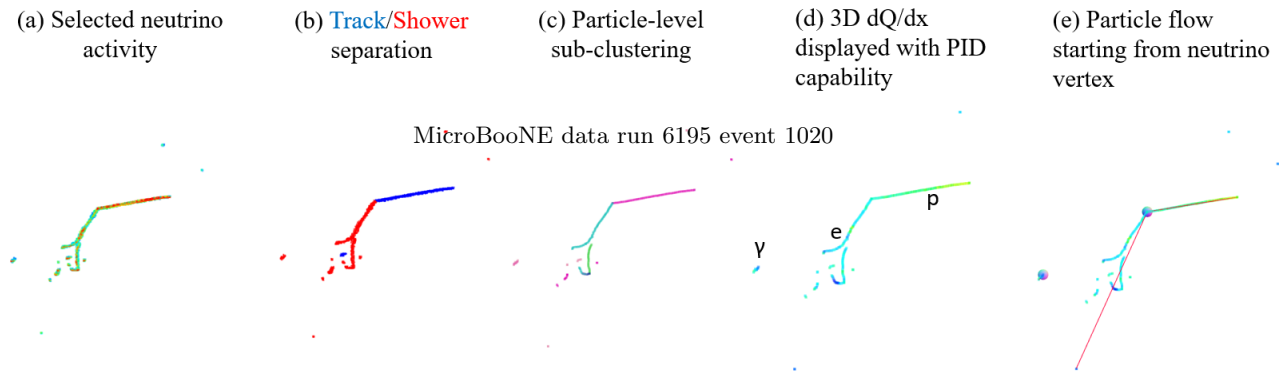 (a) Selected neutrino
activity
(b) Track/Shower
separation
(c) Particle-level
sub-clustering
(d) 3D dQ/dx
displayed with PID
capability
(e) Particle flow
starting from neutrino
vertex
MicroBooNE data run 6195 event 1020
p
e
γ